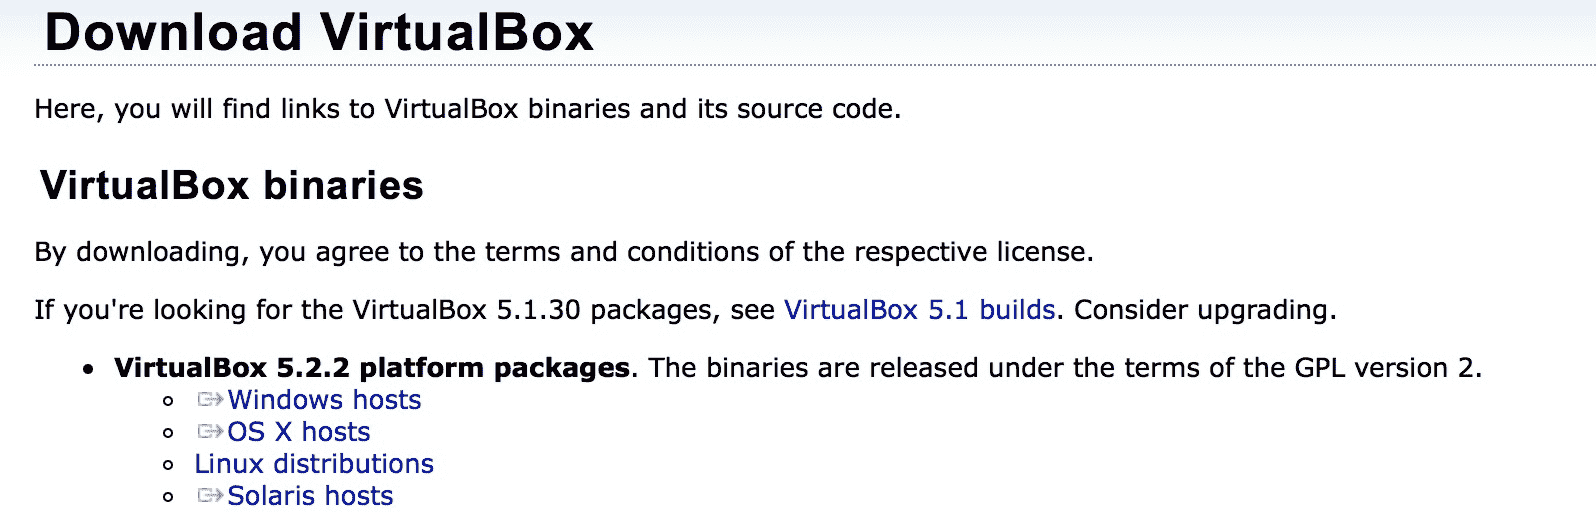 Download VirtualBox
Here, you will find links to VirtualBox binaries and its source code.
VirtualBox binaries
By downloading, you agree to the terms and conditions of the respective license.
If you're looking for the VirtualBox 5.1.30 packages, see VirtualBox 5.1 builds. Consider upgrading.
VirtualBox 5.2.2 platform packages. The binaries are released under the terms of the GPL version 2.
Windows hosts
OS X hosts
Linux distributions
Solaris hosts